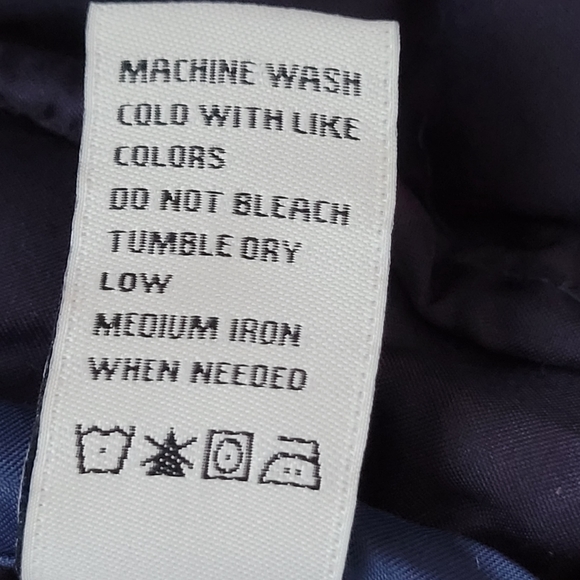 MACHINE WASH
COLD WITH LIKE
COLORS
DO NOT BLEACH
TUMBLE DRY
LOW
MEDIUM IRON
WHEN NEEDED